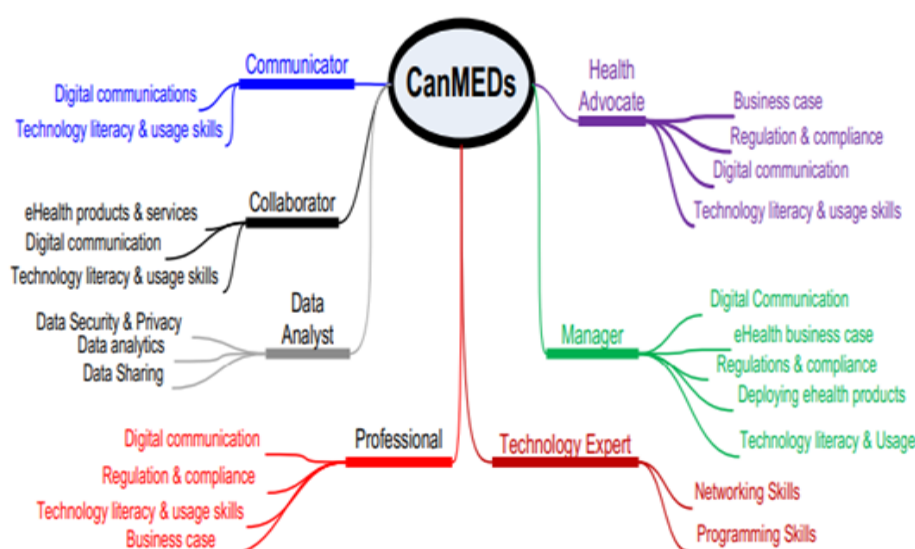 CanMEDs
Communicator
Digital communications
Technology literacy & usage skills
Collaborator
eHealth products & services
Digital communication
Technology literacy & usage skills
Data
Analyst
Data Security & Privacy
Data analytics
Data Sharing
Professional
Digital communication
Regulation & compliance
Technology literacy & usage skills
Business case
Health
Advocate
Business case
Regulation & compliance
Digital communication
Technology literacy & usage skills
Manager
Digital Communication
eHealth business case
Regulations & compliance
Deploying ehealth products
Technology literacy & Usage
Technology Expert
Networking Skills
Programming Skills